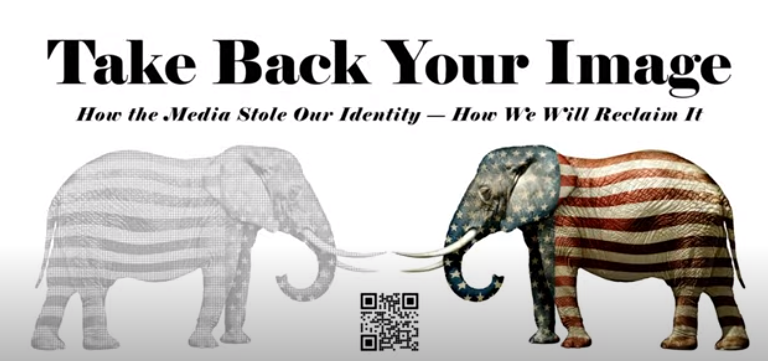 Take Back Your Image
How the Media Stole Our Identity — How We Will Reclaim It